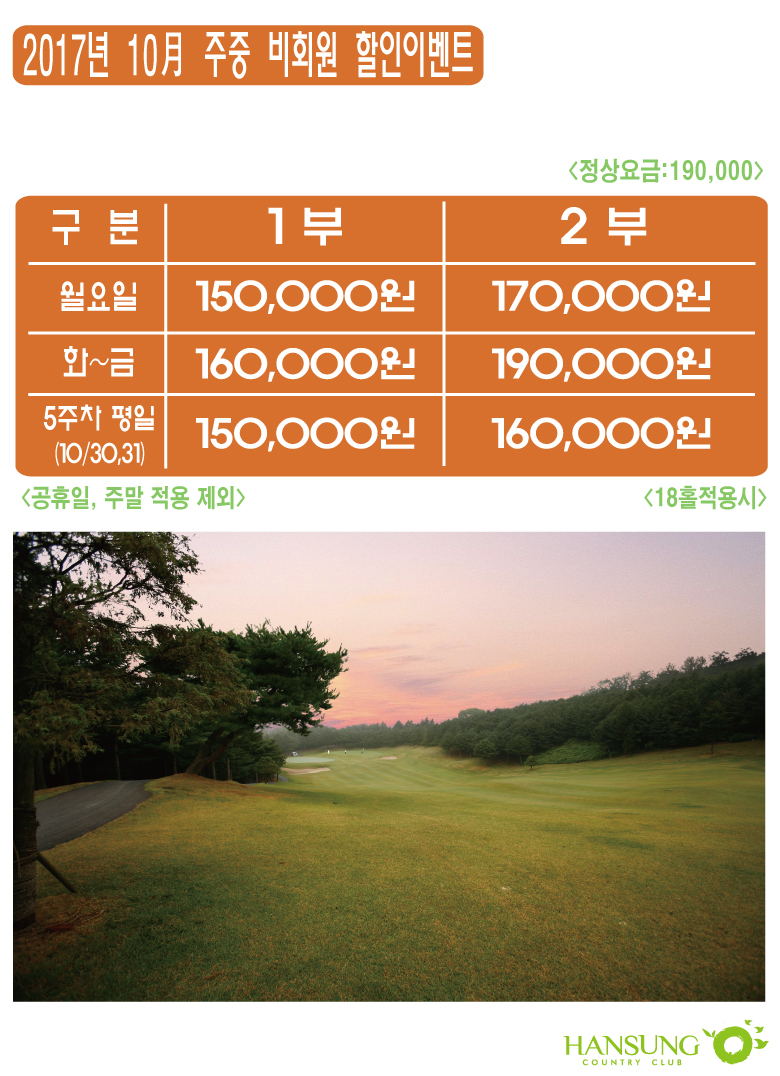 2017년 10月 주중 비회원 할인이벤트
<정상요금:190,000>
구 분 1부 2부
월요일 150,000원 170,000원
화~금 160,000원 190,000원
5주차 평일 150,000원 160,000원
(10/30,31)
<공휴일, 주말 적용 제외> <18홀적용시>
HANSUNG
COUNTRY CLUB